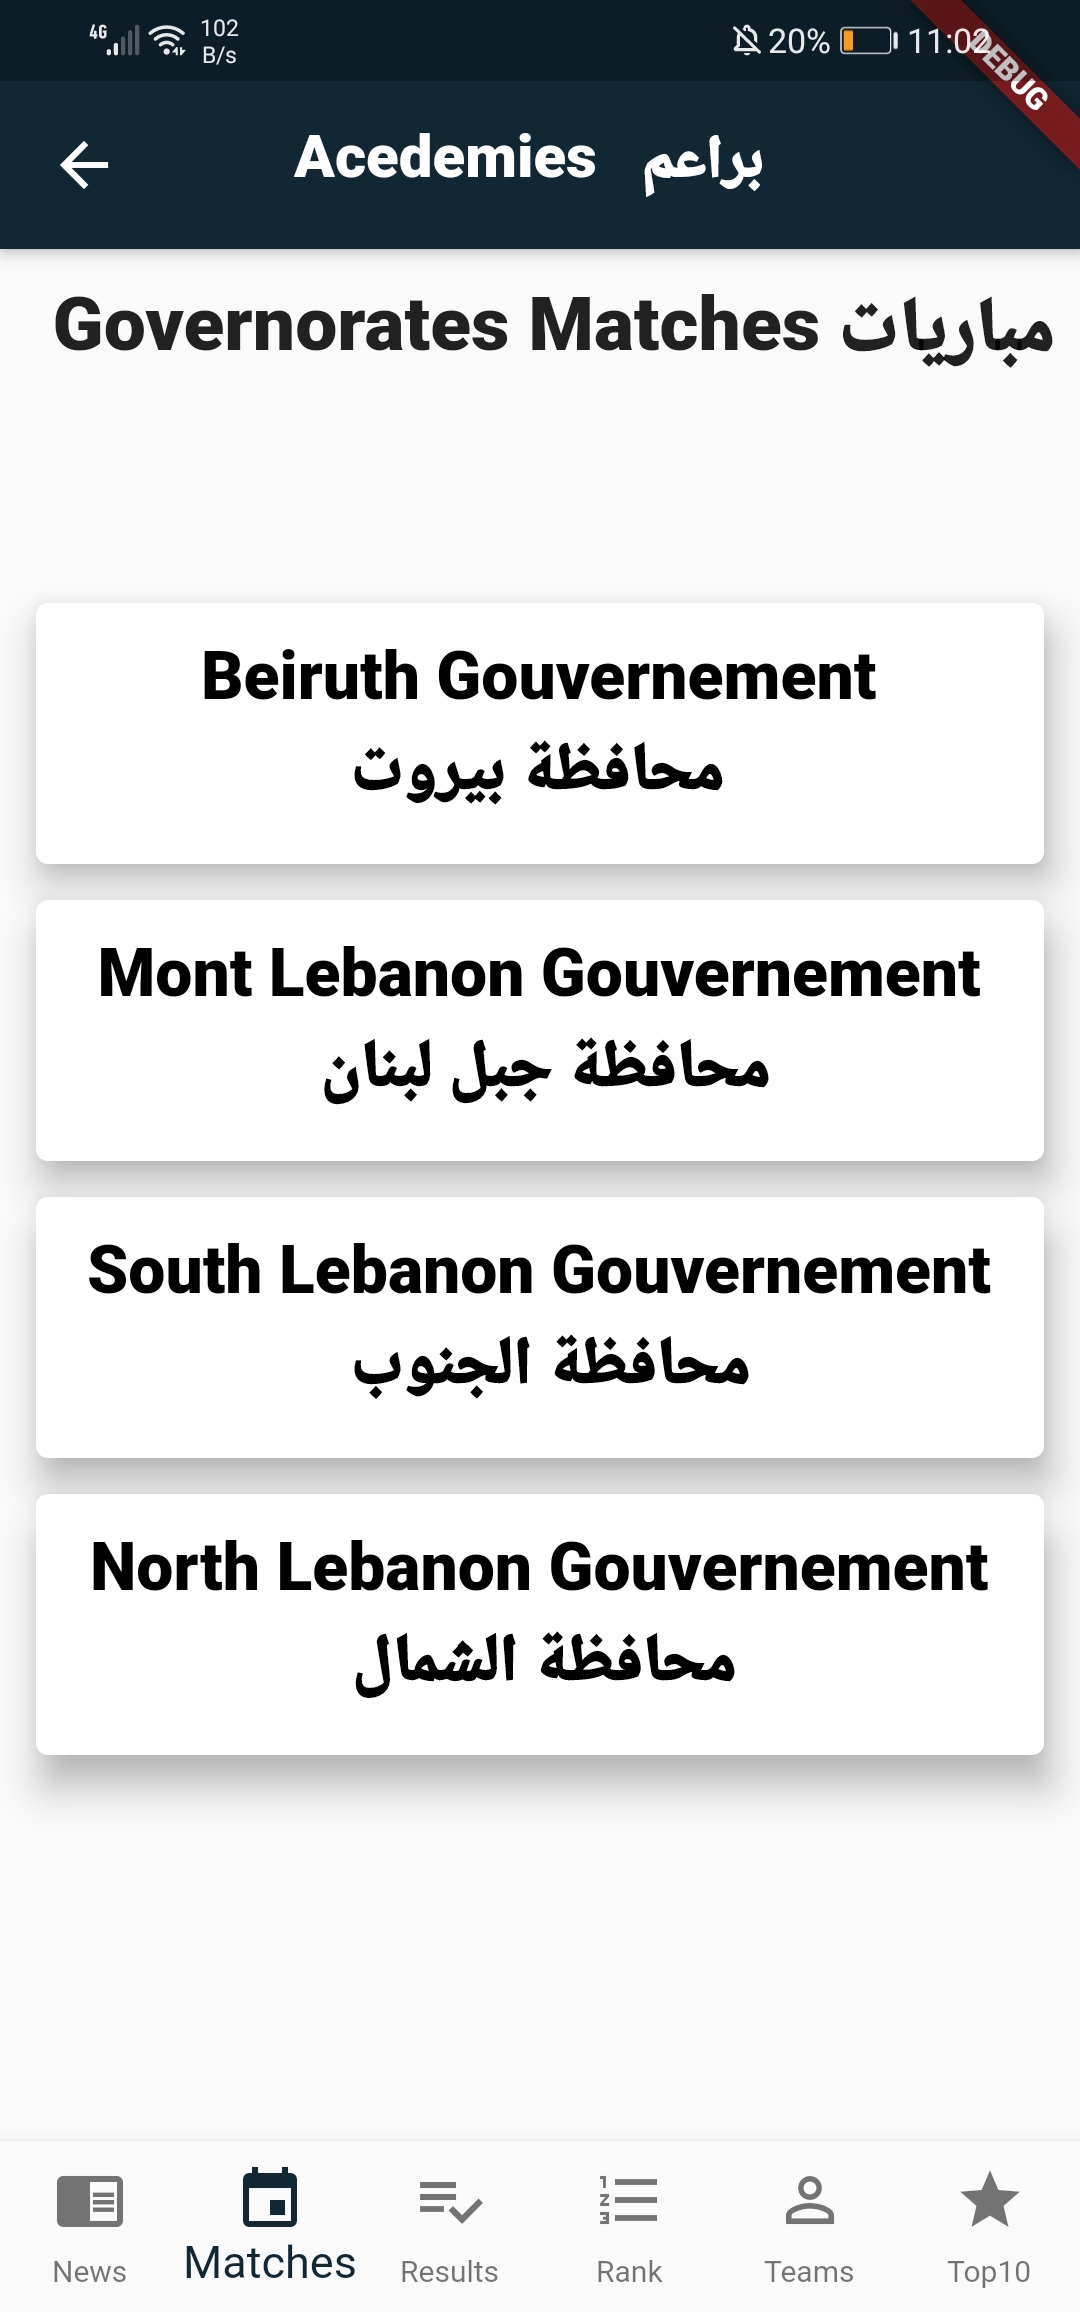 4G 102 B/s 20% 11:02
DEBUG
Acedemies براعم
Governorates Matches مباريات
Beiruth Gouvernement
محافظة بيروت
Mont Lebanon Gouvernement
محافظة جبل لبنان
South Lebanon Gouvernement
محافظة الجنوب
North Lebanon Gouvernement
محافظة الشمال
News Matches Results Rank Teams Top10